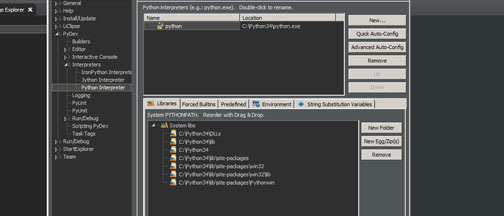 ge Explorer
General
Help
Install/Update
LiClipse
PyDev
Builders
Editor
Interactive Console
Interpreters
IronPython Interprete
Jython Interpreter
Python Interpreter
Logging
PyLint
PyUnit
Run/Debug
Scripting PyDev
Task Tags
Run/Debug
StartExplorer
Team
Python interpreters (e.g.: python.exe). Double-click to rename.
Name Location
python C:\Python34\python.exe
New...
Quick Auto-Config
Advanced Auto-Config
Remove
Up
Down
Libraries Forced Builtins Predefined Environment String Substitution Variables
System PYTHONPATH. Reorder with Drag & Drop.
System libs
C:\Python34\DLLs
C:\Python34\lib
C:\Python34
C:\Python34\lib\site-packages
C:\Python34\lib\site-packages\win32
C:\Python34\lib\site-packages\win32\lib
C:\Python34\lib\site-packages\Pythonwin
New Folder
New Egg/Zip(s)
Remove